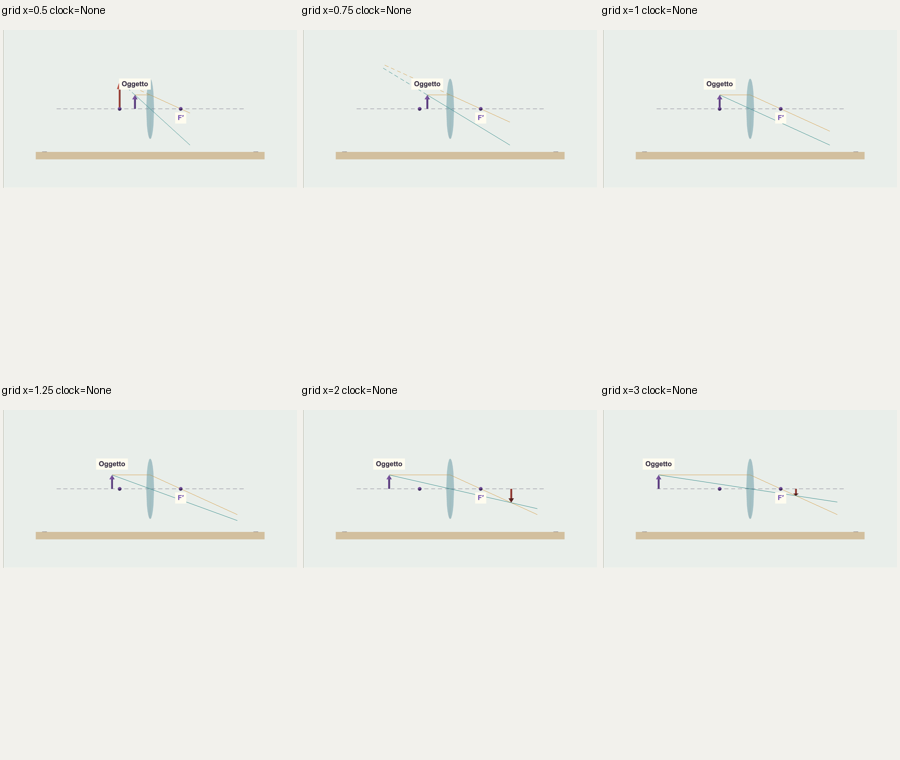 grid x=0.5 clock=None
grid x=0.75 clock=None
grid x=1 clock=None
Oggetto
F'
Oggetto
F'
Oggetto
F'
grid x=1.25 clock=None
grid x=2 clock=None
grid x=3 clock=None
Oggetto
F'
Oggetto
F'
Oggetto
F'